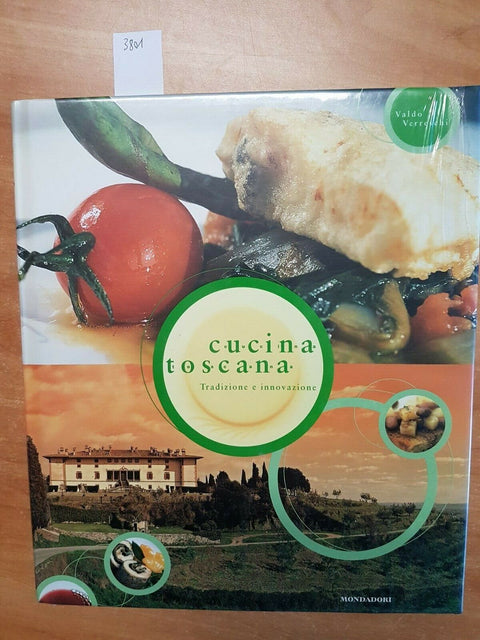 3801
Valdo
Verreschi
c·u·c·i·n·a
t·o·s·c·a·n·a
Tradizione e innovazione
MONDADORI